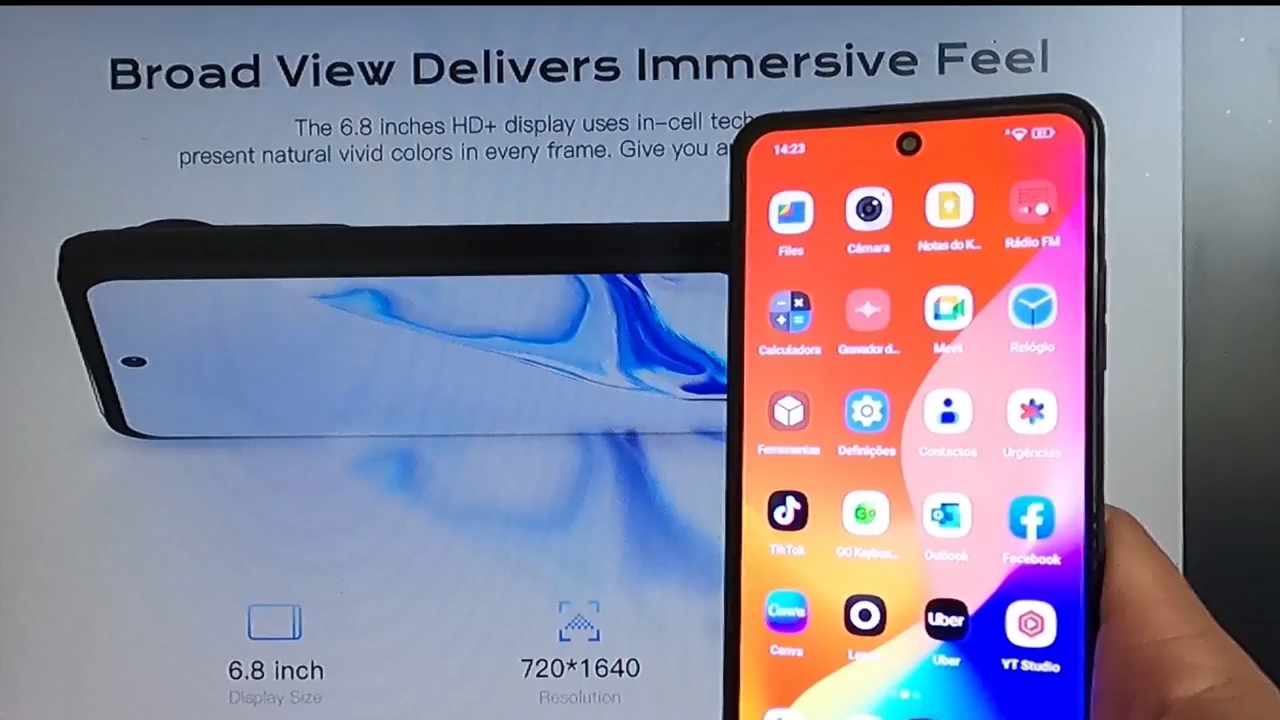 Broad View Delivers Immersive Feel
The 6.8 inches HD+ display uses in-cell
present natural vivid colors in every frame. Give you
14:23
Files Câmara Notas do K... Rádio FM
Calculadora Gravador d... Meet Relógio
Ferramentas Definições Contactos Urgências
TikTok GO Keyboa... Outlook Facebook
Canva Uber
Canva Uber YT Studio
6.8 inch 720*1640
Display Size Resolution